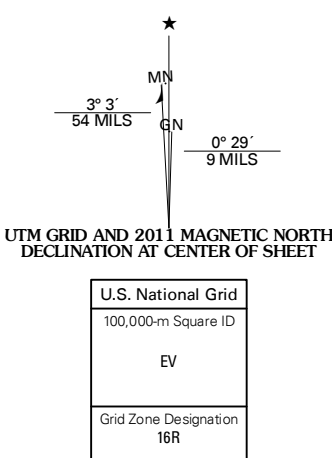 ★
MN
3° 3´
54 MILS
GN
0° 29´
9 MILS
UTM GRID AND 2011 MAGNETIC NORTH
DECLINATION AT CENTER OF SHEET
U.S. National Grid
100,000-m Square ID
EV
Grid Zone Designation
16R